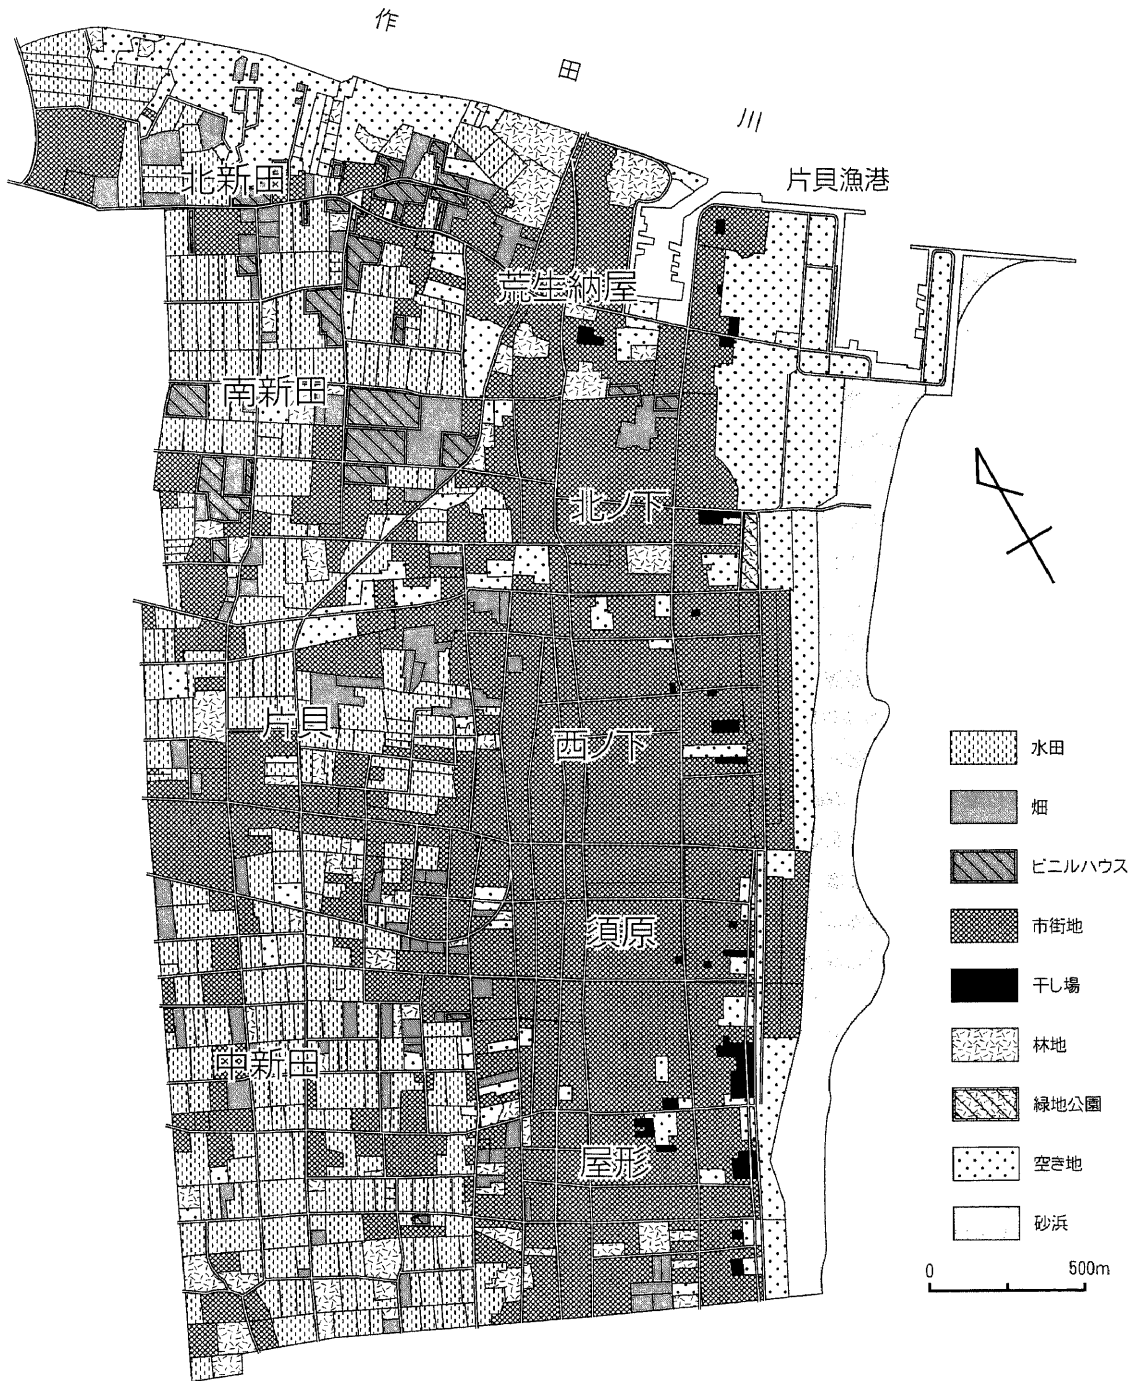 作
田
川
片貝漁港
北新田
荒生納屋
南新田
北ノ下
片貝
西ノ下
須原
中新田
屋形
水田
畑
ビニルハウス
市街地
干し場
林地
緑地公園
空き地
砂浜
0 500m